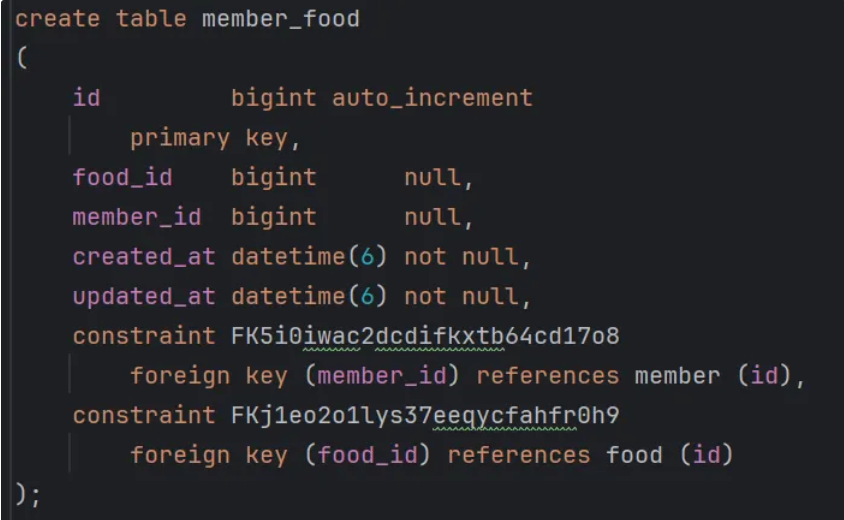 create table member_food
(
    id         bigint auto_increment
        primary key,
    food_id    bigint      null,
    member_id  bigint      null,
    created_at datetime(6) not null,
    updated_at datetime(6) not null,
    constraint FK5i0iwac2dcdifkxtb64cd17o8
        foreign key (member_id) references member (id),
    constraint FKj1eo2o1lys37eeqycfahfr0h9
        foreign key (food_id) references food (id)
);